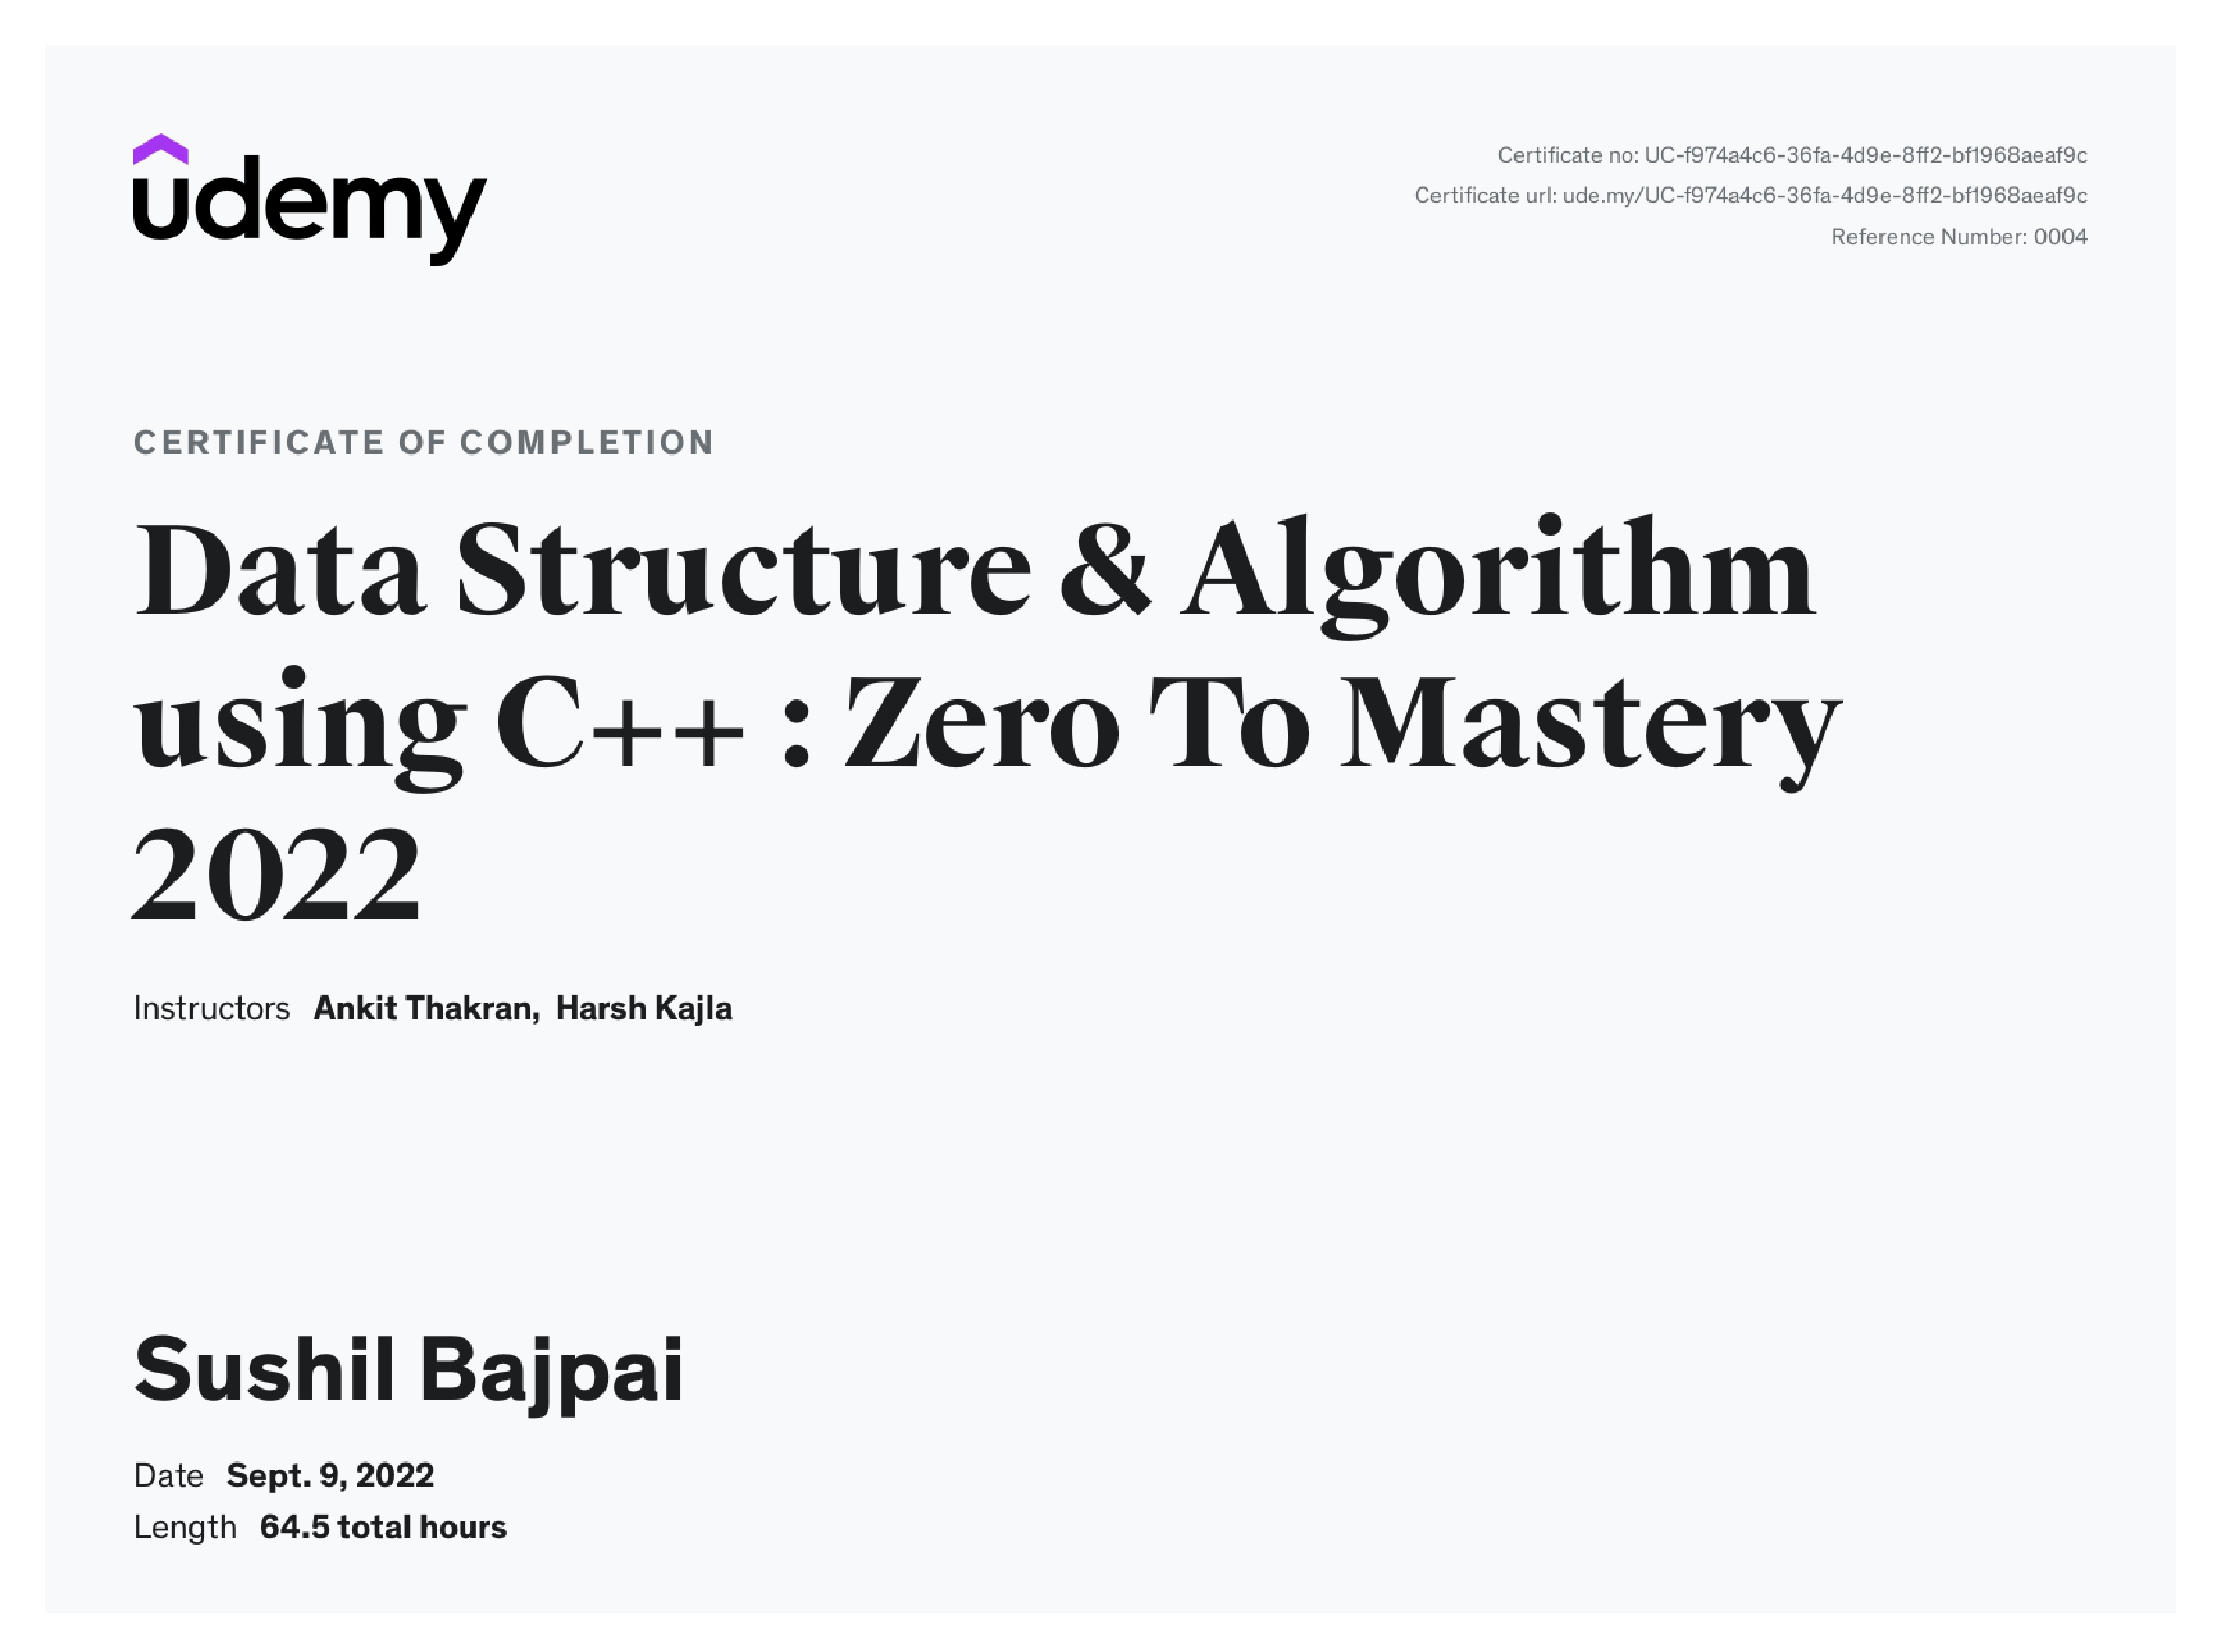 udemy
Certificate no: UC-f974a4c6-36fa-4d9e-8ff2-bf1968aeaf9c
Certificate url: ude.my/UC-f974a4c6-36fa-4d9e-8ff2-bf1968aeaf9c
Reference Number: 0004
CERTIFICATE OF COMPLETION
Data Structure & Algorithm
using C++ : Zero To Mastery
2022
Instructors Ankit Thakran, Harsh Kajla
Sushil Bajpai
Date Sept. 9, 2022
Length 64.5 total hours